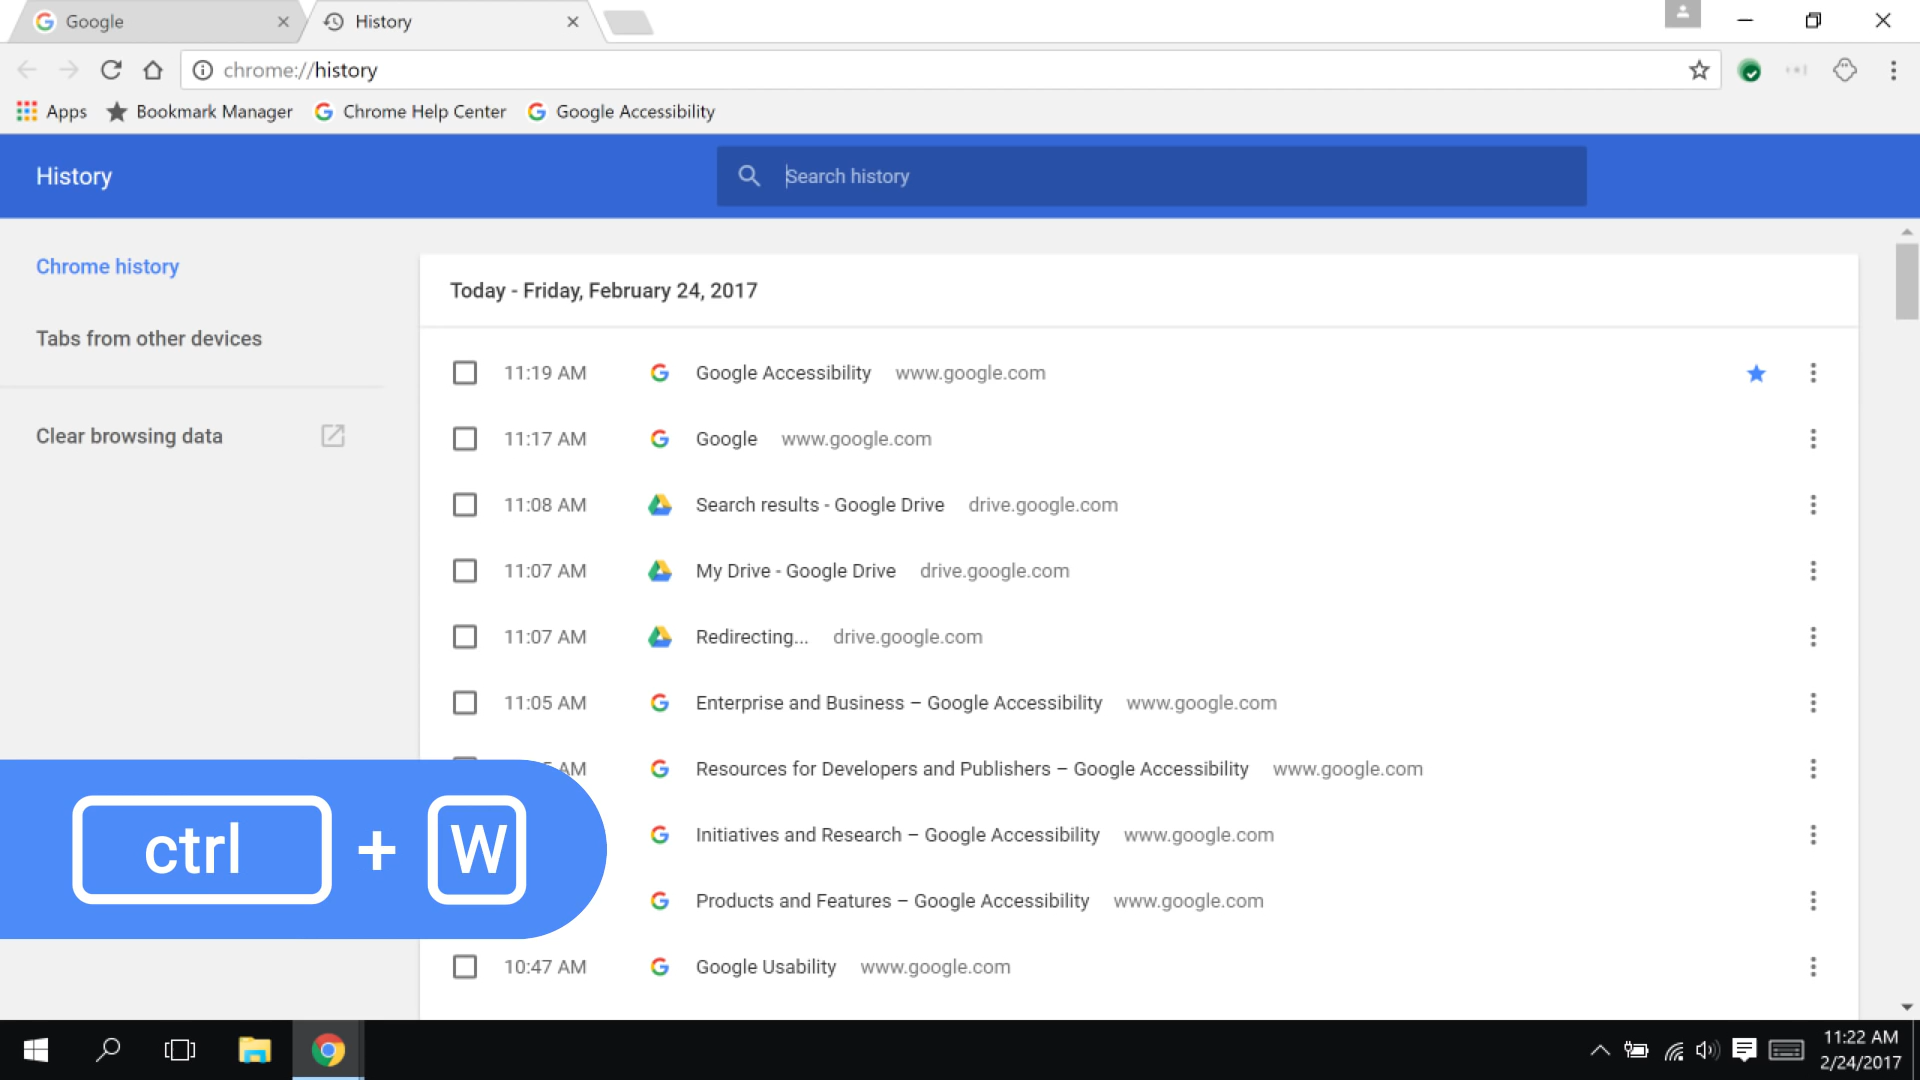 Google
History
chrome://history
Apps Bookmark Manager Chrome Help Center Google Accessibility
History
Search history
Chrome history
Tabs from other devices
Clear browsing data
Today - Friday, February 24, 2017
11:19 AM Google Accessibility www.google.com
11:17 AM Google www.google.com
11:08 AM Search results - Google Drive drive.google.com
11:07 AM My Drive - Google Drive drive.google.com
11:07 AM Redirecting... drive.google.com
11:05 AM Enterprise and Business – Google Accessibility www.google.com
AM Resources for Developers and Publishers – Google Accessibility www.google.com
Initiatives and Research – Google Accessibility www.google.com
Products and Features – Google Accessibility www.google.com
10:47 AM Google Usability www.google.com
ctrl + W
11:22 AM
2/24/2017